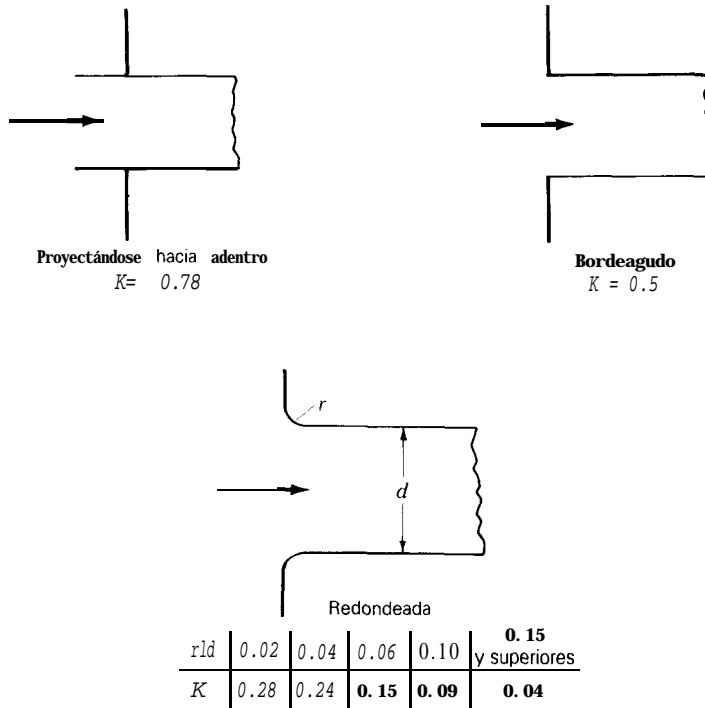 Proyectándose hacia adentro
K= 0.78
Bordeagudo
K = 0.5
r
d
Redondeada
rld 0.02 0.04 0.06 0.10 0.15 y superiores
K 0.28 0.24 0.15 0.09 0.04